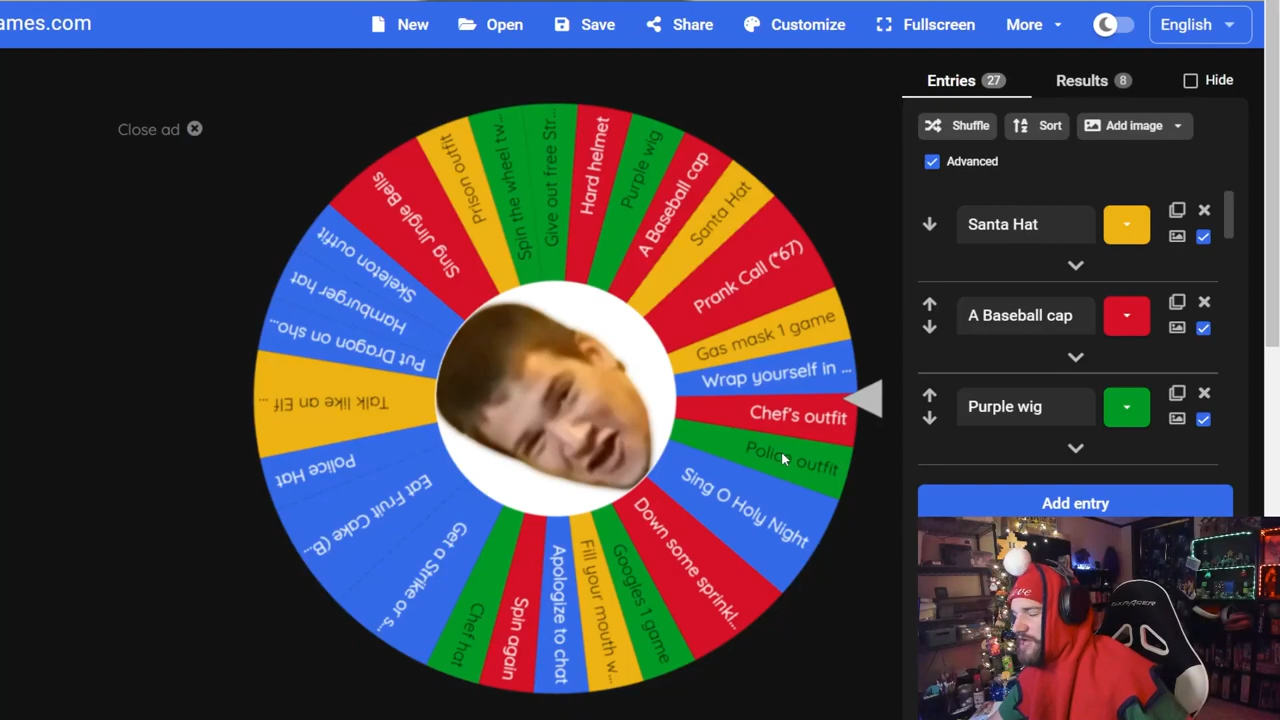 ames.com
New
Open
Save
Share
Customize
Fullscreen
More
English
Close ad
Entries 27
Results 8
Hide
Shuffle
Sort
Add image
Advanced
Santa Hat
A Baseball cap
Purple wig
Add entry
Spin the wheel tw...
Give out free Str...
Hard helmet
Purple wig
A Baseball cap
Santa Hat
Prank Call (*67)
Gas mask 1 game
Wrap yourself in ...
Chef's outfit
Police outfit
Sing O Holy Night
Down some sprinkl...
Googles 1 game
Fill your mouth w...
Apologize to chat
Spin again
Chef hat
Get a Strike or s...
Eat Fruit Cake (B...
Police Hat
Talk like an Elf ...
Put Dragon on sho...
Hamburger hat
Skeleton outfit
Sing Jingle Bells
Prison outfit